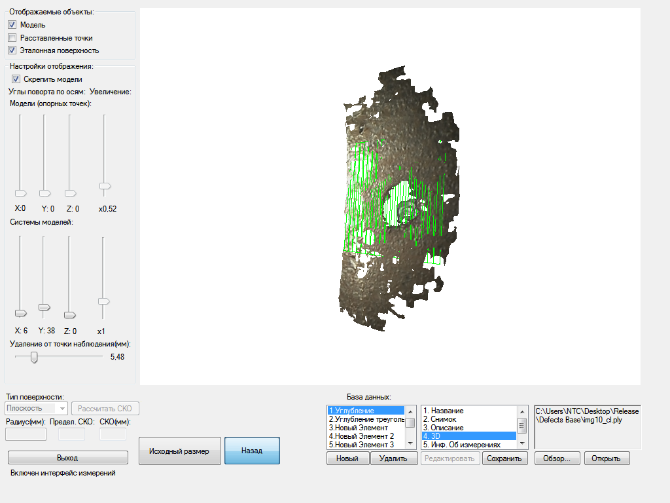 Отображаемые объекты:
Модель
Расставленные точки
Эталонная поверхность
Настройки отображения:
Скрепить модели
Углы поворта по осям: Увеличение:
Модели (опорных точек):
X:0 Y: 0 Z: 0 x0.52
Системы моделей:
X: 6 Y: 38 Z: 0 x1
Удаление от точки наблюдения(мм):
5.48
Тип поверхности:
Плоскость Рассчитать СКО
Радиус(мм): Предел. СКО: СКО(мм):
Выход
Включен интерфейс измерений
Исходный размер
Назад
База данных:
1.Углубление
2.Углубление треуголь
3.Новый Элемент
4.Новый Элемент 2
5.Новый Элемент 3
1. Название
2. Снимок
3. Описание
4. 3D
5. Инф. Об измерениях
C:\Users\NTC\Desktop\Release
\Defects Base\img10_cl.ply
Новый Удалить Редактировать Сохранить Обзор... Открыть